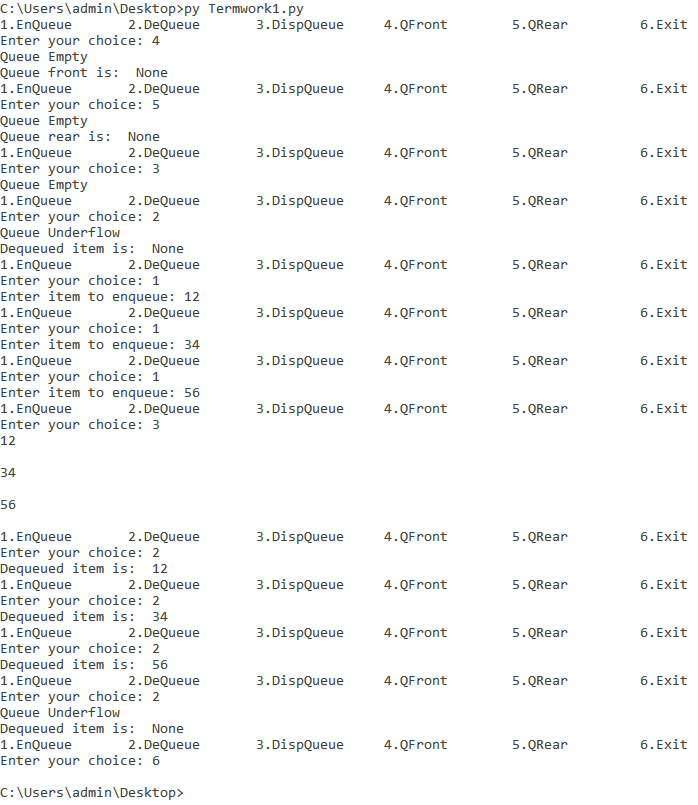 C:\Users\admin\Desktop>py Termwork1.py
1.EnQueue       2.DeQueue       3.DispQueue     4.QFront        5.QRear         6.Exit
Enter your choice: 4
Queue Empty
Queue front is:  None
1.EnQueue       2.DeQueue       3.DispQueue     4.QFront        5.QRear         6.Exit
Enter your choice: 5
Queue Empty
Queue rear is:  None
1.EnQueue       2.DeQueue       3.DispQueue     4.QFront        5.QRear         6.Exit
Enter your choice: 3
Queue Empty
1.EnQueue       2.DeQueue       3.DispQueue     4.QFront        5.QRear         6.Exit
Enter your choice: 2
Queue Underflow
Dequeued item is:  None
1.EnQueue       2.DeQueue       3.DispQueue     4.QFront        5.QRear         6.Exit
Enter your choice: 1
Enter item to enqueue: 12
1.EnQueue       2.DeQueue       3.DispQueue     4.QFront        5.QRear         6.Exit
Enter your choice: 1
Enter item to enqueue: 34
1.EnQueue       2.DeQueue       3.DispQueue     4.QFront        5.QRear         6.Exit
Enter your choice: 1
Enter item to enqueue: 56
1.EnQueue       2.DeQueue       3.DispQueue     4.QFront        5.QRear         6.Exit
Enter your choice: 3
12
34
56
1.EnQueue       2.DeQueue       3.DispQueue     4.QFront        5.QRear         6.Exit
Enter your choice: 2
Dequeued item is:  12
1.EnQueue       2.DeQueue       3.DispQueue     4.QFront        5.QRear         6.Exit
Enter your choice: 2
Dequeued item is:  34
1.EnQueue       2.DeQueue       3.DispQueue     4.QFront        5.QRear         6.Exit
Enter your choice: 2
Dequeued item is:  56
1.EnQueue       2.DeQueue       3.DispQueue     4.QFront        5.QRear         6.Exit
Enter your choice: 2
Queue Underflow
Dequeued item is:  None
1.EnQueue       2.DeQueue       3.DispQueue     4.QFront        5.QRear         6.Exit
Enter your choice: 6
C:\Users\admin\Desktop>